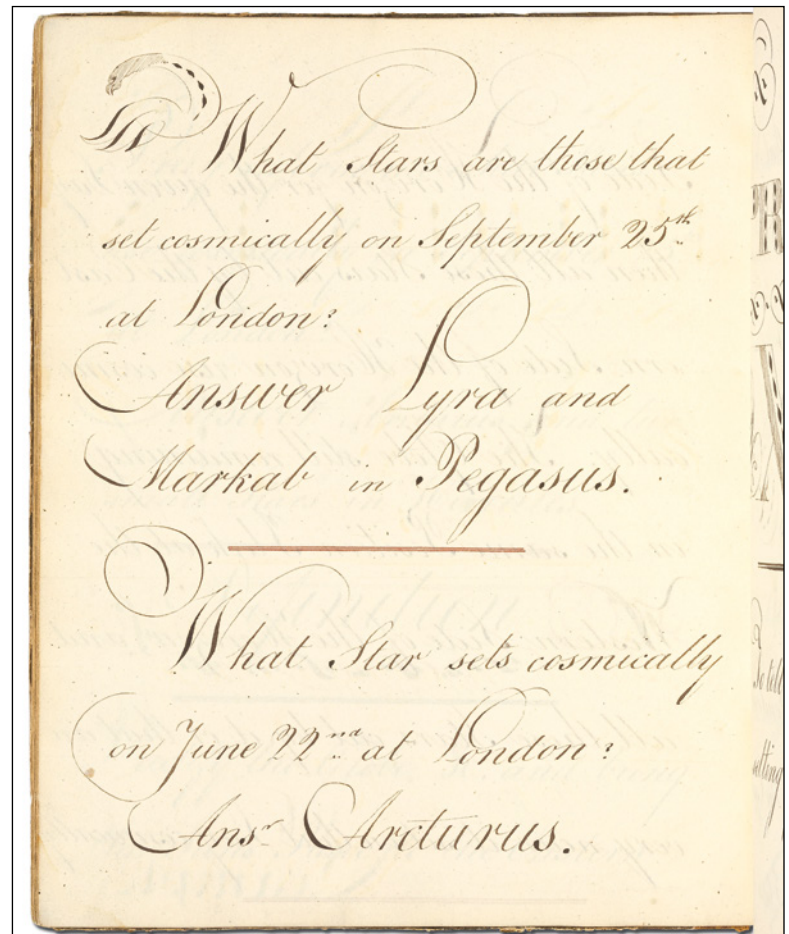 What Stars are those that
set cosmically on September 25th
at London?
Answer Lyra and
Markab in Pegasus.
What Star sets cosmically
on June 22nd at London?
Ansr Arcturus.